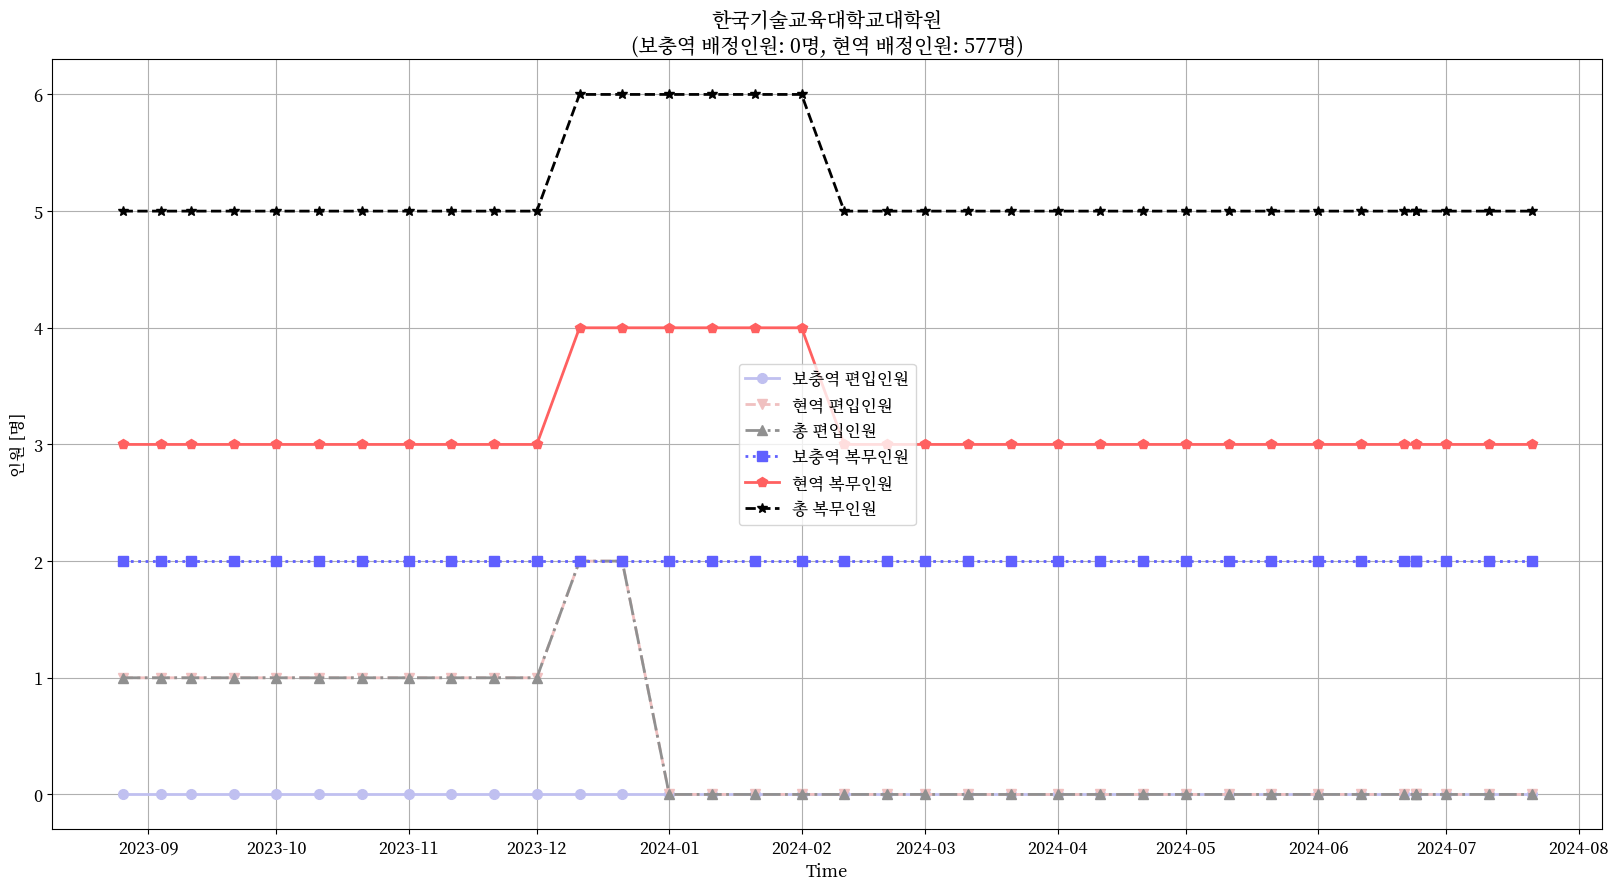 한국기술교육대학교대학원
(보충역 배정인원: 0명, 현역 배정인원: 577명)
인원 [명]
6
5
4
3
2
1
0
보충역 편입인원
현역 편입인원
총 편입인원
보충역 복무인원
현역 복무인원
총 복무인원
2023-09 2023-10 2023-11 2023-12 2024-01 2024-02 2024-03 2024-04 2024-05 2024-06 2024-07 2024-08
Time